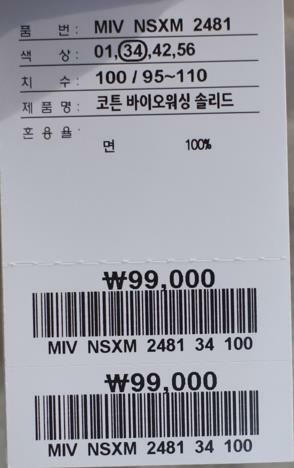 품 번: MIV NSXM 2481
색 상: 01,34,42,56
치 수: 100 / 95~110
제 품 명: 코튼 바이오워싱 솔리드
혼 용 율:
면 100%
₩99,000
MIV NSXM 2481 34 100
₩99,000
MIV NSXM 2481 34 100